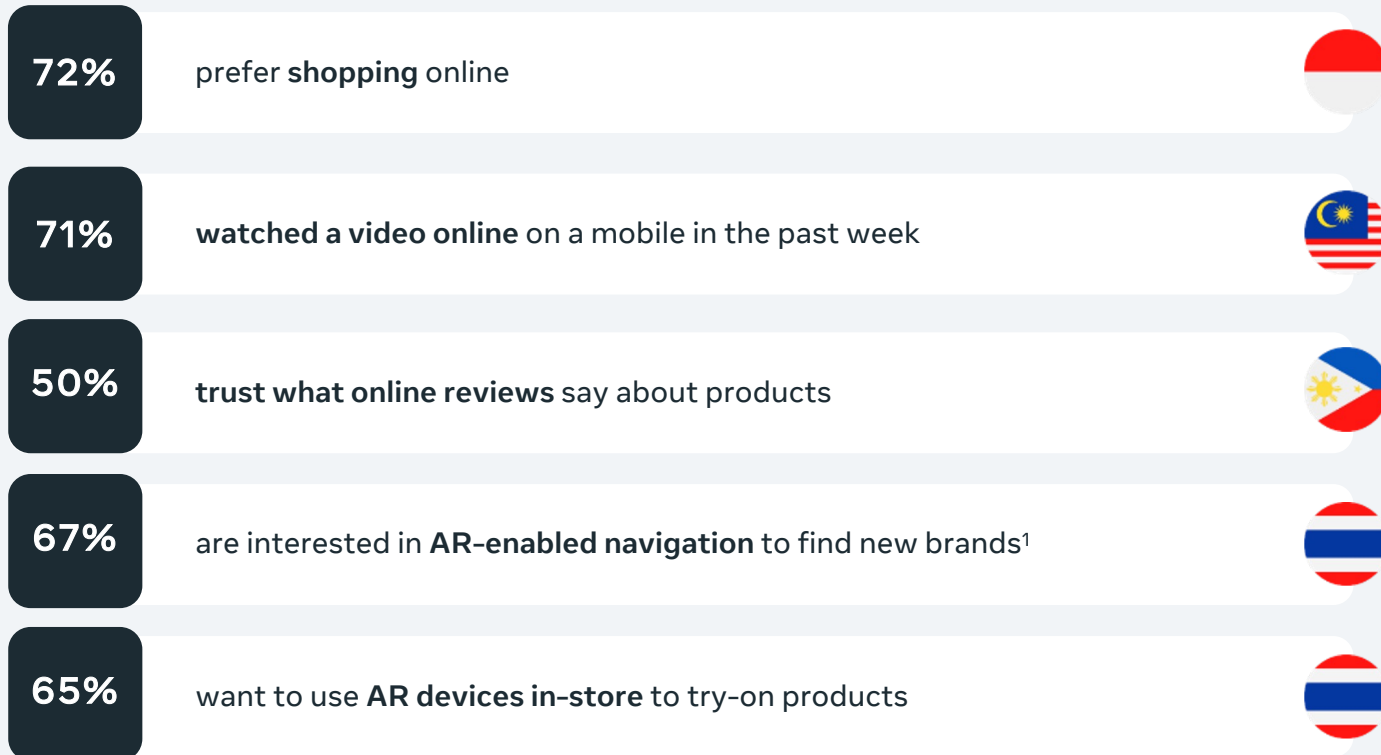 72%
prefer shopping online
71%
watched a video online on a mobile in the past week
50%
trust what online reviews say about products
67%
are interested in AR-enabled navigation to find new brands¹
65%
want to use AR devices in-store to try-on products